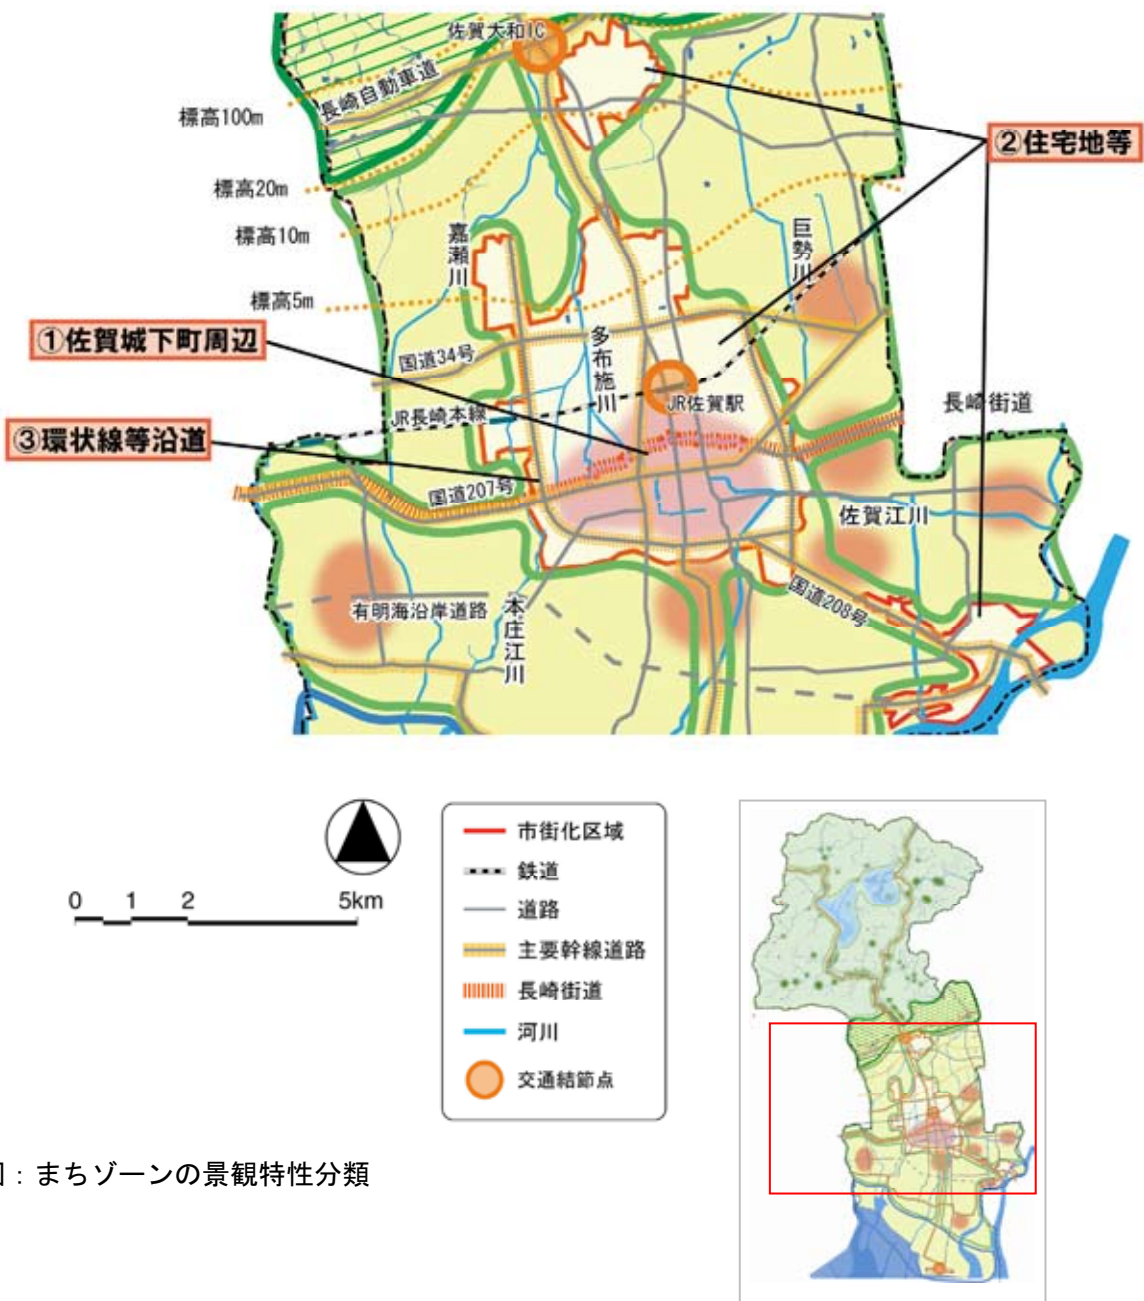 佐賀大和IC
長崎自動車道
標高100m
②住宅地等
標高20m
標高10m
嘉瀬川
巨勢川
標高5m
①佐賀城下町周辺
国道34号
多布施川
JR長崎本線
JR佐賀駅
長崎街道
③環状線等沿道
国道207号
佐賀江川
国道208号
有明海沿岸道路
本庄江川
0 1 2 5km
市街化区域
鉄道
道路
主要幹線道路
長崎街道
河川
交通結節点
：まちゾーンの景観特性分類